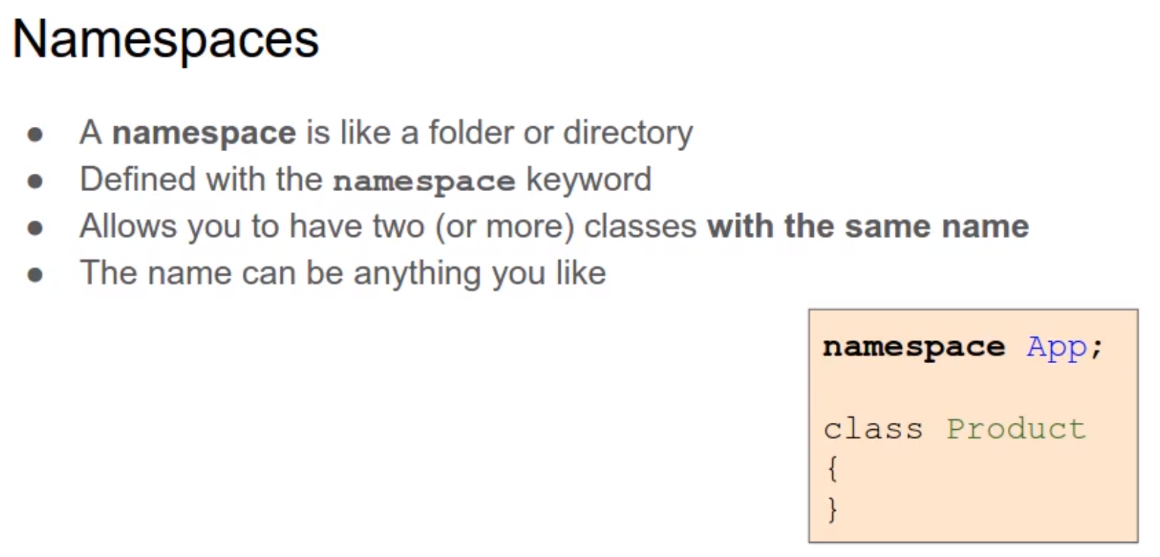 Namespaces
● A namespace is like a folder or directory
● Defined with the namespace keyword
● Allows you to have two (or more) classes with the same name
● The name can be anything you like
namespace App;
class Product
{
}